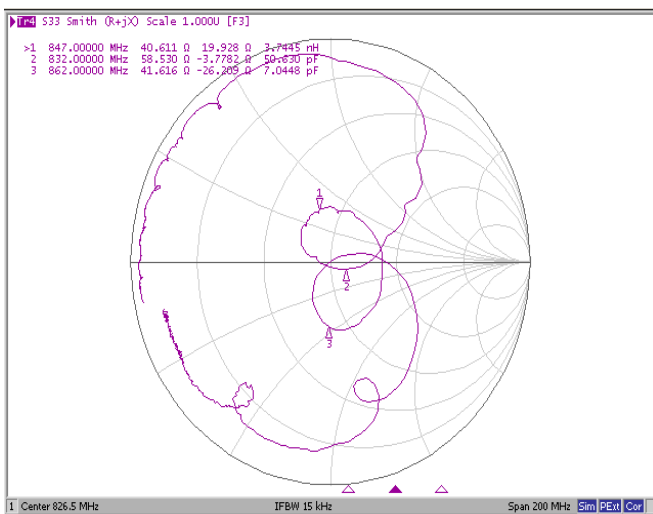 Tr4 S33 Smith (R+jX) Scale 1.000U [F3]
>1 847.00000 MHz 40.611 Ω 19.928 Ω 3.7445 nH
2 832.00000 MHz 58.530 Ω -3.7782 Ω 50.630 pF
3 862.00000 MHz 41.616 Ω -26.209 Ω 7.0448 pF
1
2
3
1 Center 826.5 MHz IFBW 15 kHz Span 200 MHz Sim PExt Cor